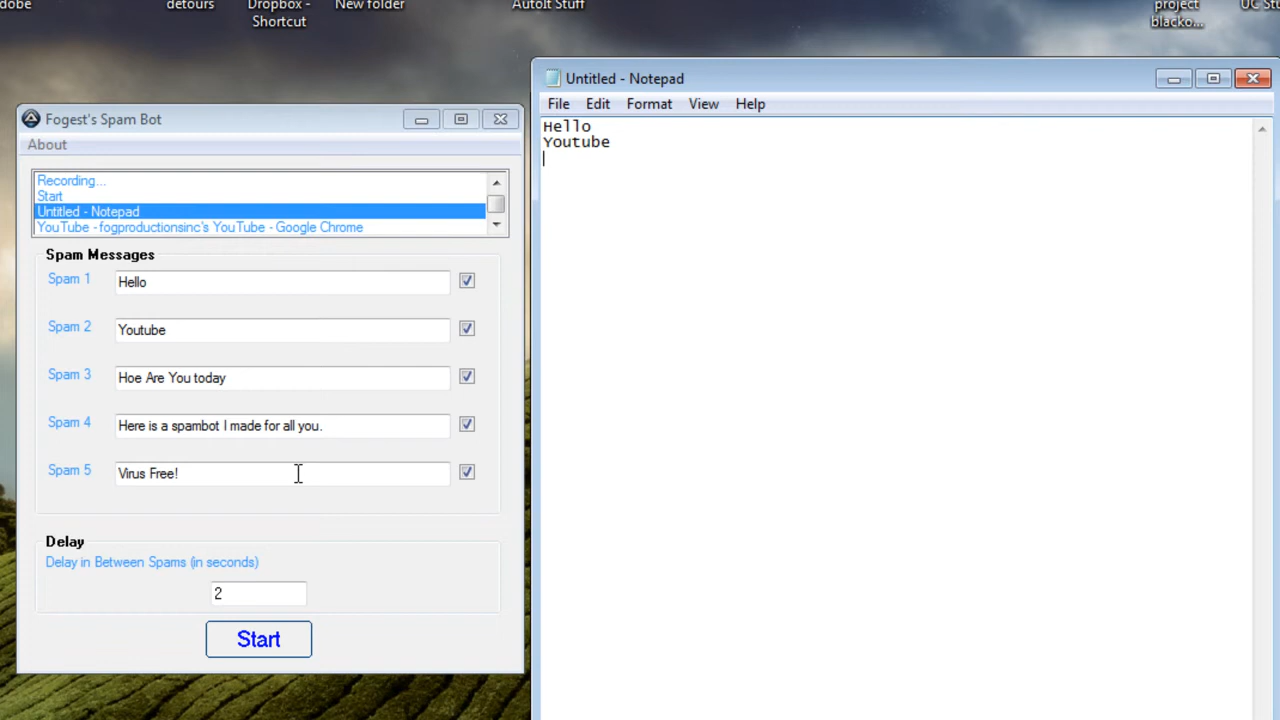 dobe
detours
Dropbox -
Shortcut
New folder
AutoIt Stuff
project
blacko...
UC Stu
Fogest's Spam Bot
About
Recording...
Start
Untitled - Notepad
YouTube - fogproductionsinc's YouTube - Google Chrome
Spam Messages
Spam 1
Hello
Spam 2
Youtube
Spam 3
Hoe Are You today
Spam 4
Here is a spambot I made for all you.
Spam 5
Virus Free!
Delay
Delay in Between Spams (in seconds)
2
Start
Untitled - Notepad
File Edit Format View Help
Hello
Youtube